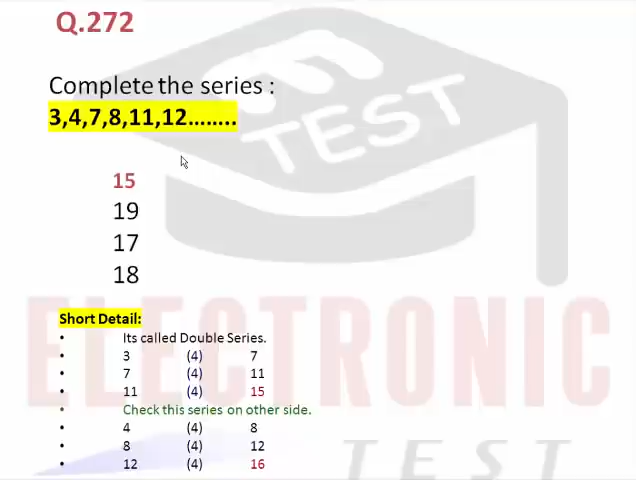 Q.272
Complete the series :
3,4,7,8,11,12........
15
19
17
18
Short Detail:
• Its called Double Series.
• 3 (4) 7
• 7 (4) 11
• 11 (4) 15
• Check this series on other side.
• 4 (4) 8
• 8 (4) 12
• 12 (4) 16
E TEST
ELECTRONIC
TEST